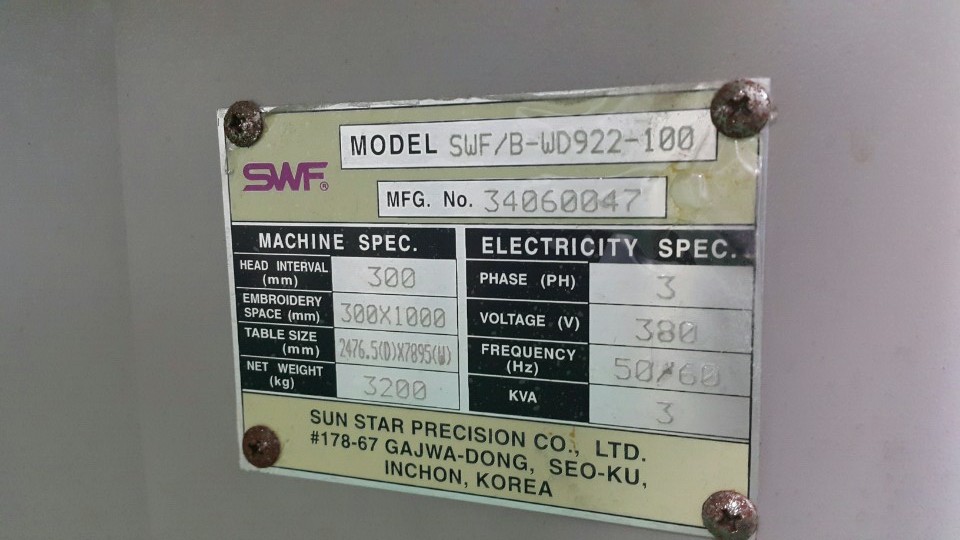 MODEL SWF/B-WD922-100
SWF®
MFG. No. 34060047
MACHINE SPEC.
HEAD INTERVAL (mm) 300
EMBROIDERY SPACE (mm) 300X1000
TABLE SIZE (mm) 2476.5(D)X7895(W)
NET WEIGHT (kg) 3200
ELECTRICITY SPEC.
PHASE (PH) 3
VOLTAGE (V) 380
FREQUENCY (Hz) 50/60
KVA 3
SUN STAR PRECISION CO., LTD.
#178-67 GAJWA-DONG, SEO-KU,
INCHON, KOREA